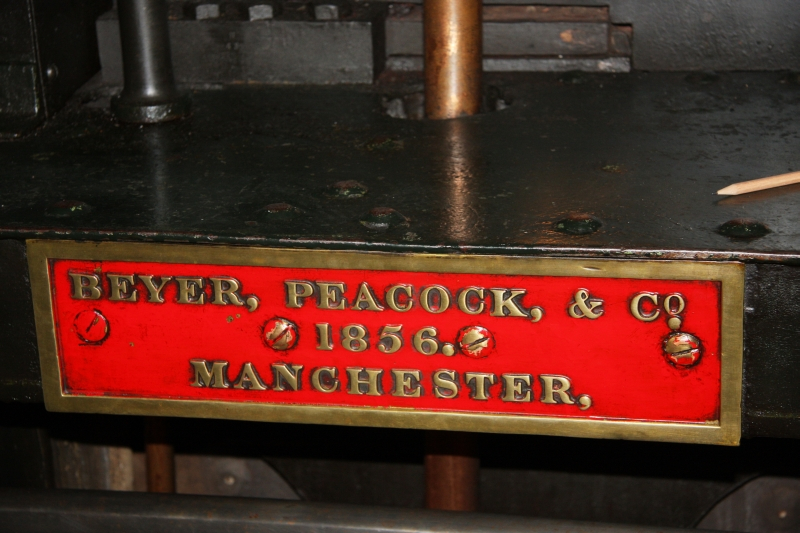 BEYER, PEACOCK, & CO.
1856.
MANCHESTER,